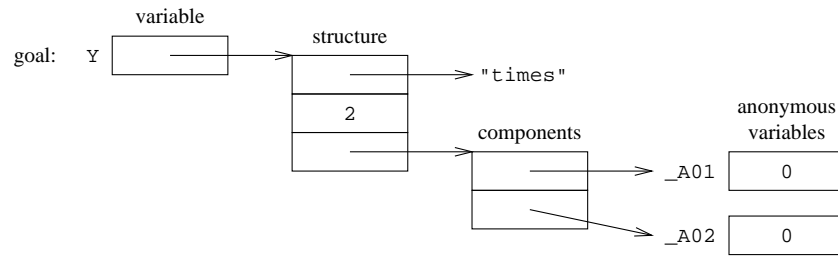 variable
structure
goal: Y
"times"
2
anonymous
variables
components
_A01 0
_A02 0